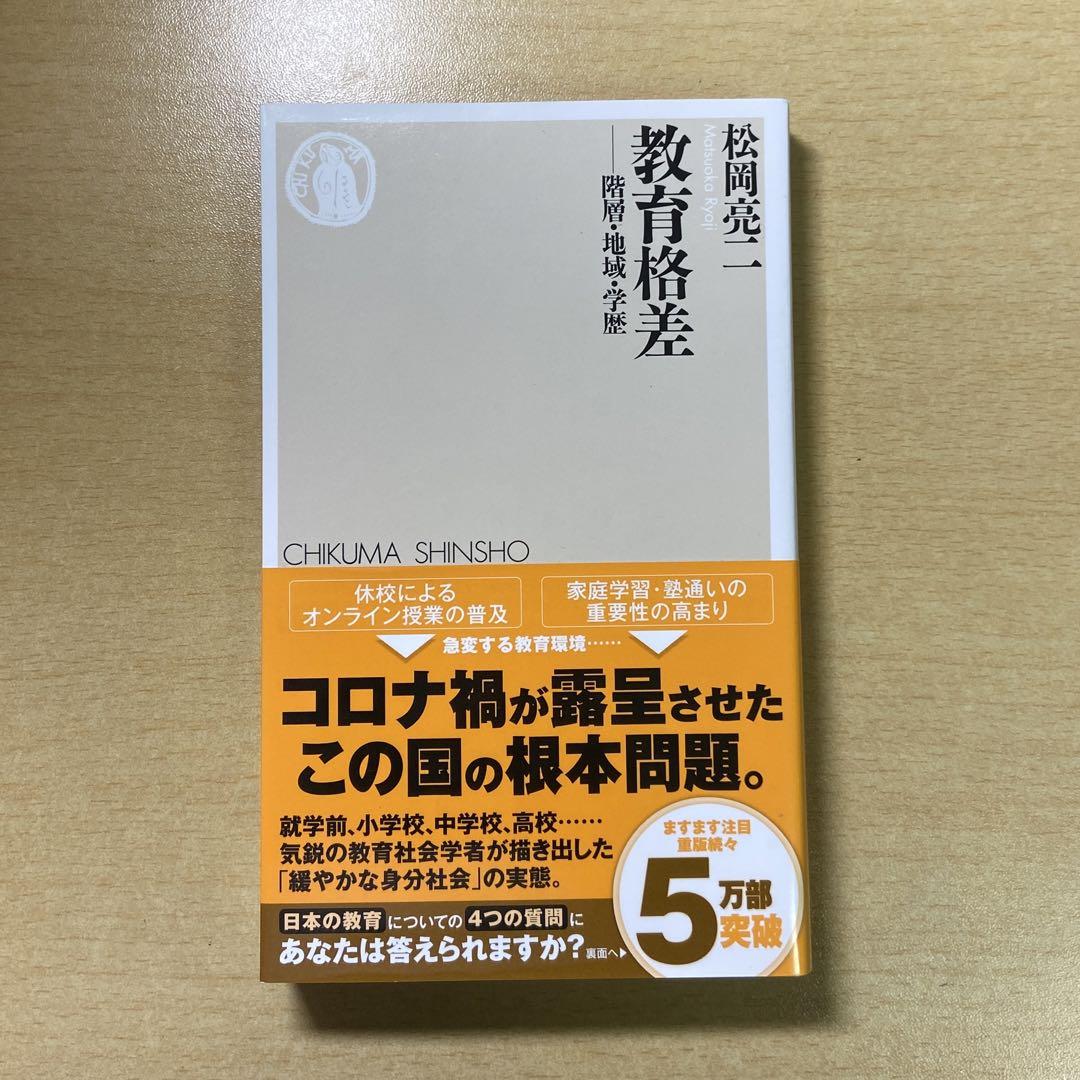 松岡亮二
Matsuoka Ryoji
教育格差
──階層・地域・学歴
CHIKUMA
CHIKUMA SHINSHO
休校による
オンライン授業の普及
家庭学習・塾通いの
重要性の高まり
急変する教育環境……
コロナ禍が露呈させた
この国の根本問題。
就学前、小学校、中学校、高校……
気鋭の教育社会学者が描き出した
「緩やかな身分社会」の実態。
日本の教育についての4つの質問に
あなたは答えられますか?裏面へ▶
ますます注目
重版続々
5万部
突破